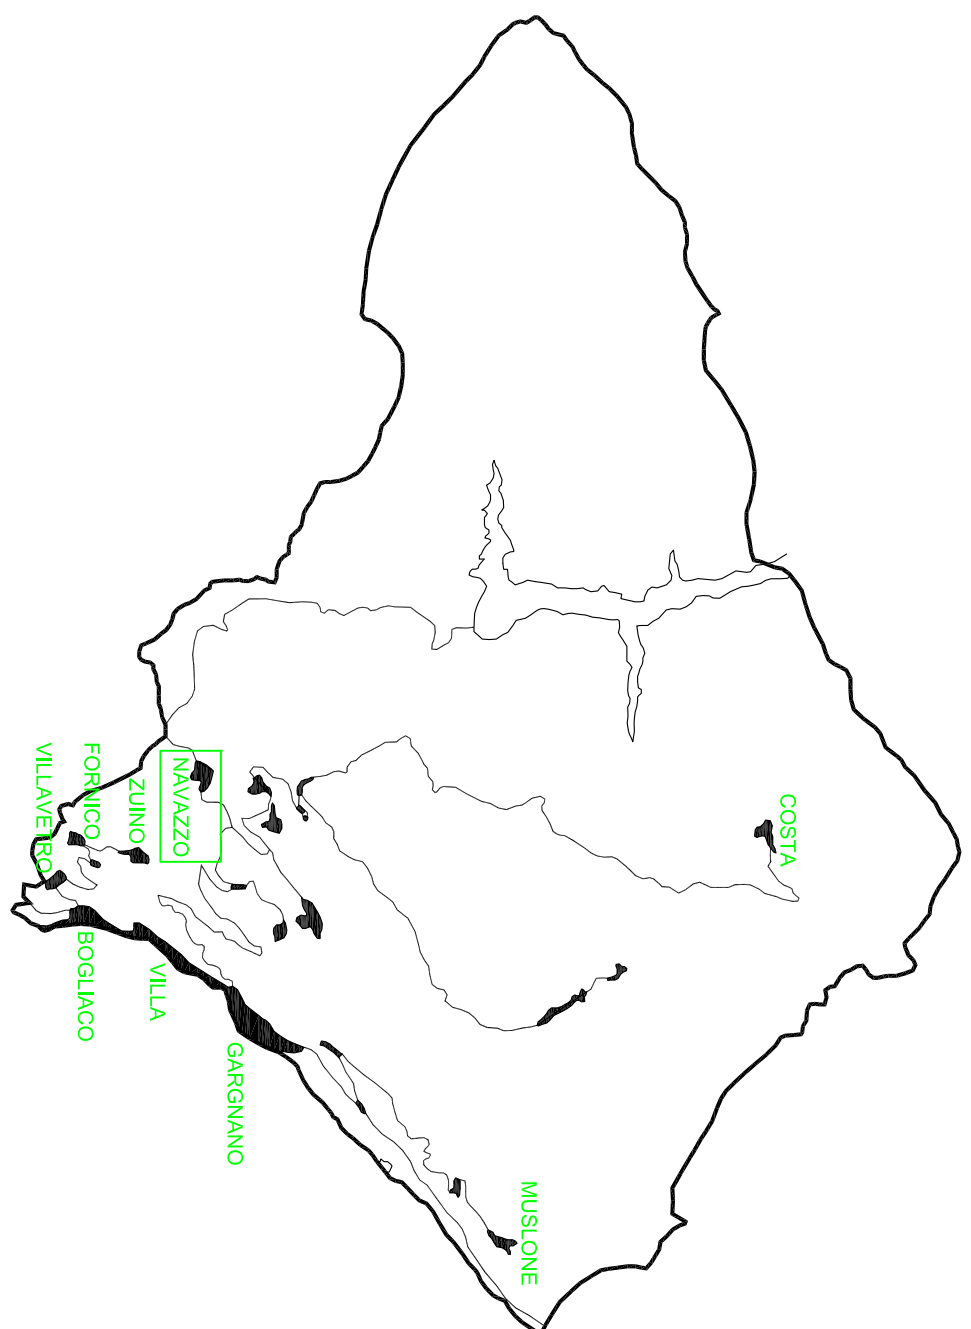 COSTA
NAVAZZO
ZUINO
FORNICO
VILLAVETRO
BOGLIACO
VILLA
GARGNANO
MUSLONE